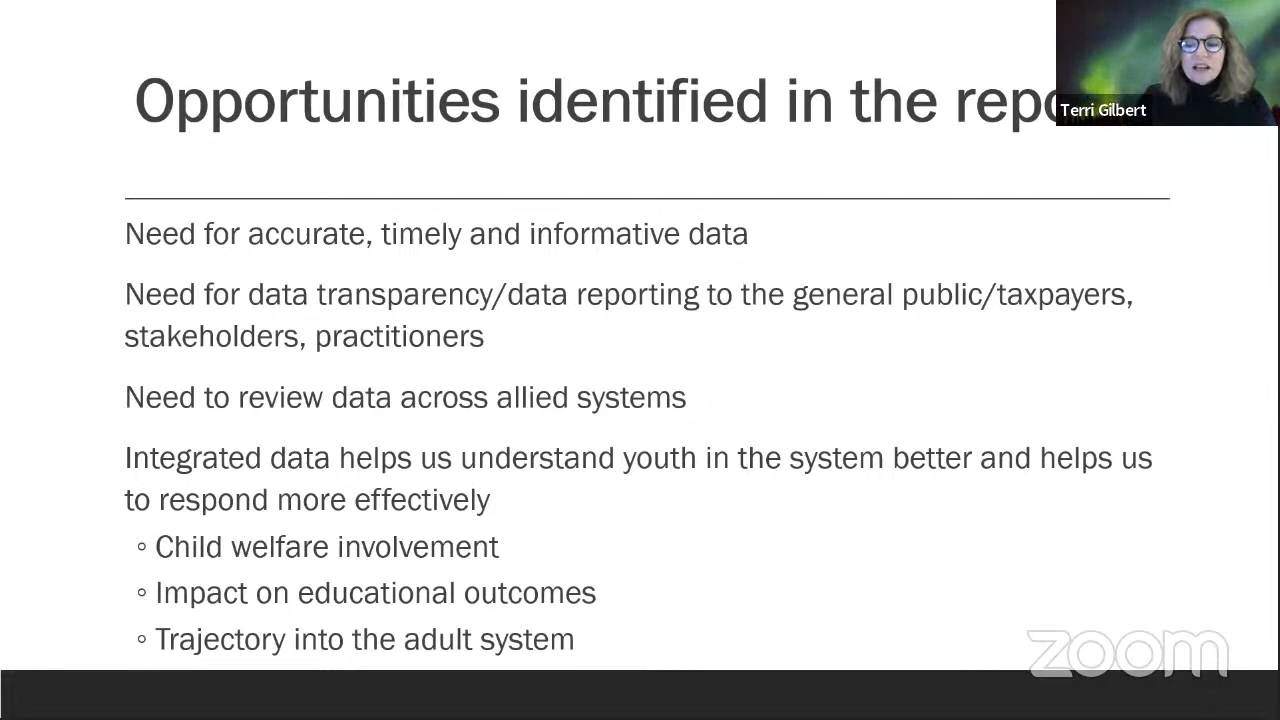 Opportunities identified in the repo
Terri Gilbert
Need for accurate, timely and informative data
Need for data transparency/data reporting to the general public/taxpayers,
stakeholders, practitioners
Need to review data across allied systems
Integrated data helps us understand youth in the system better and helps us
to respond more effectively
◦ Child welfare involvement
◦ Impact on educational outcomes
◦ Trajectory into the adult system
zoom